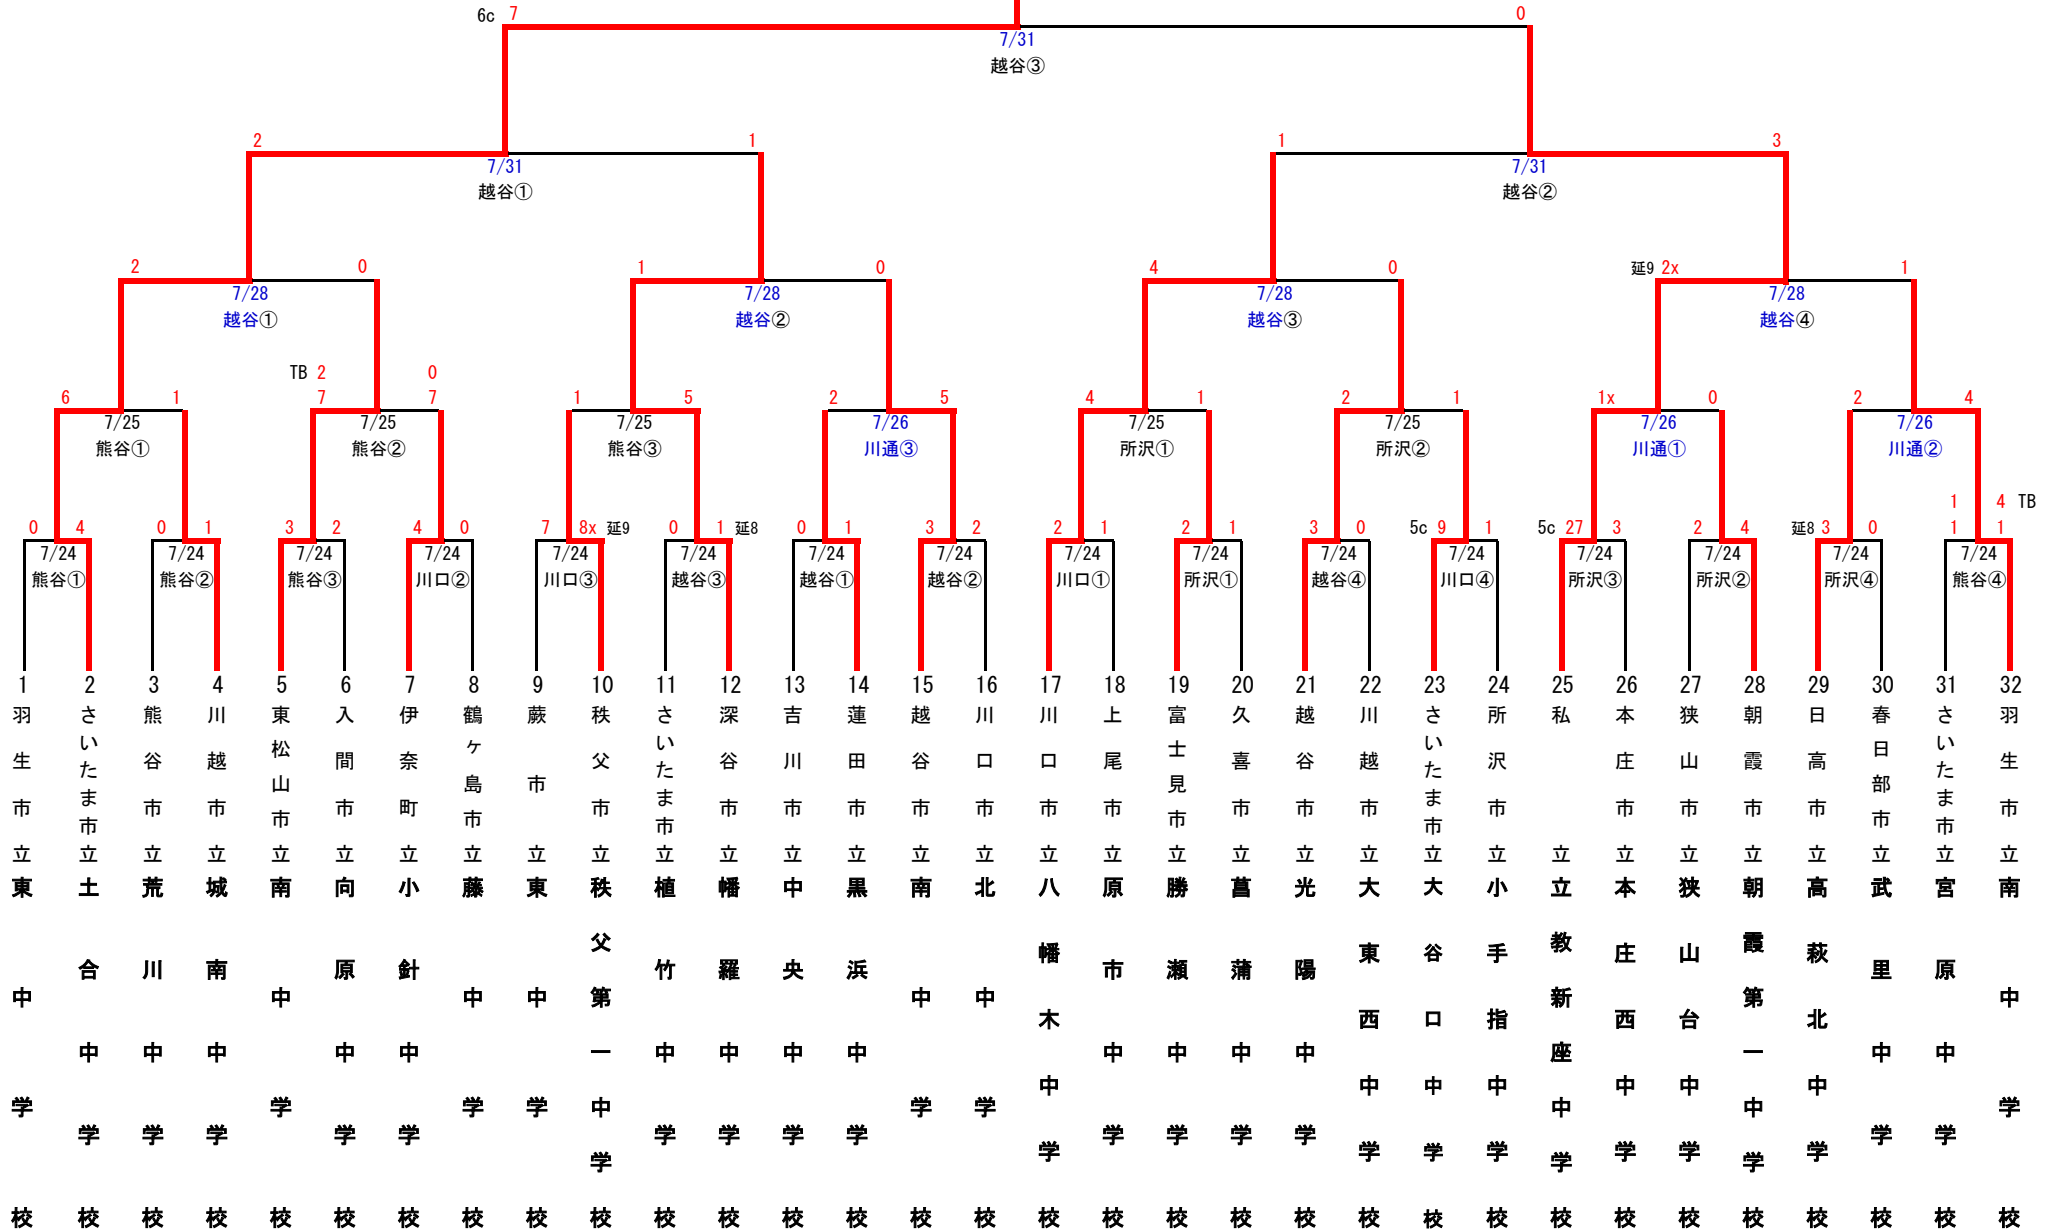 6c 7 0
7/31
越谷③
2 1 1 3
7/31 7/31
越谷① 越谷②
2 0 1 0 4 0 延9 2x 1
7/28 7/28 7/28 7/28
越谷① 越谷② 越谷③ 越谷④
TB 2 0
6 1 7 7 1 5 2 5 4 1 2 1 1x 0 2 4
7/25 7/25 7/25 7/26 7/25 7/25 7/26 7/26
熊谷① 熊谷② 熊谷③ 川通③ 所沢① 所沢② 川通① 川通②
1 4 TB
0 4 0 1 3 2 4 0 7 8x 延9 0 1 延8 0 1 3 2 2 1 2 1 3 0 5c 9 1 5c 27 3 2 4 延8 3 0 1 1
7/24 7/24 7/24 7/24 7/24 7/24 7/24 7/24 7/24 7/24 7/24 7/24 7/24 7/24 7/24 7/24
熊谷① 熊谷② 熊谷③ 川口② 川口③ 越谷③ 越谷① 越谷② 川口① 所沢① 越谷④ 川口④ 所沢③ 所沢② 所沢④ 熊谷④
1 羽生市立東中学校
2 さいたま市立土合中学校
3 熊谷市立荒川中学校
4 川越市立城南中学校
5 東松山市立南中学校
6 入間市立向原中学校
7 伊奈町立小針中学校
8 鶴ヶ島市立藤中学校
9 蕨市立東中学校
10 秩父市立秩父第一中学校
11 さいたま市立植竹中学校
12 深谷市立幡羅中学校
13 吉川市立中央中学校
14 蓮田市立黒浜中学校
15 越谷市立南中学校
16 川口市立北中学校
17 川口市立八幡木中学校
18 上尾市立原市中学校
19 富士見市立勝瀬中学校
20 久喜市立菖蒲中学校
21 越谷市立光陽中学校
22 川越市立大東西中学校
23 さいたま市立大谷口中学校
24 所沢市立小手指中学校
25 私立立教新座中学校
26 本庄市立本庄西中学校
27 狭山市立狭山台中学校
28 朝霞市立朝霞第一中学校
29 日高市立高萩北中学校
30 春日部市立武里中学校
31 さいたま市立宮原中学校
32 羽生市立南中学校